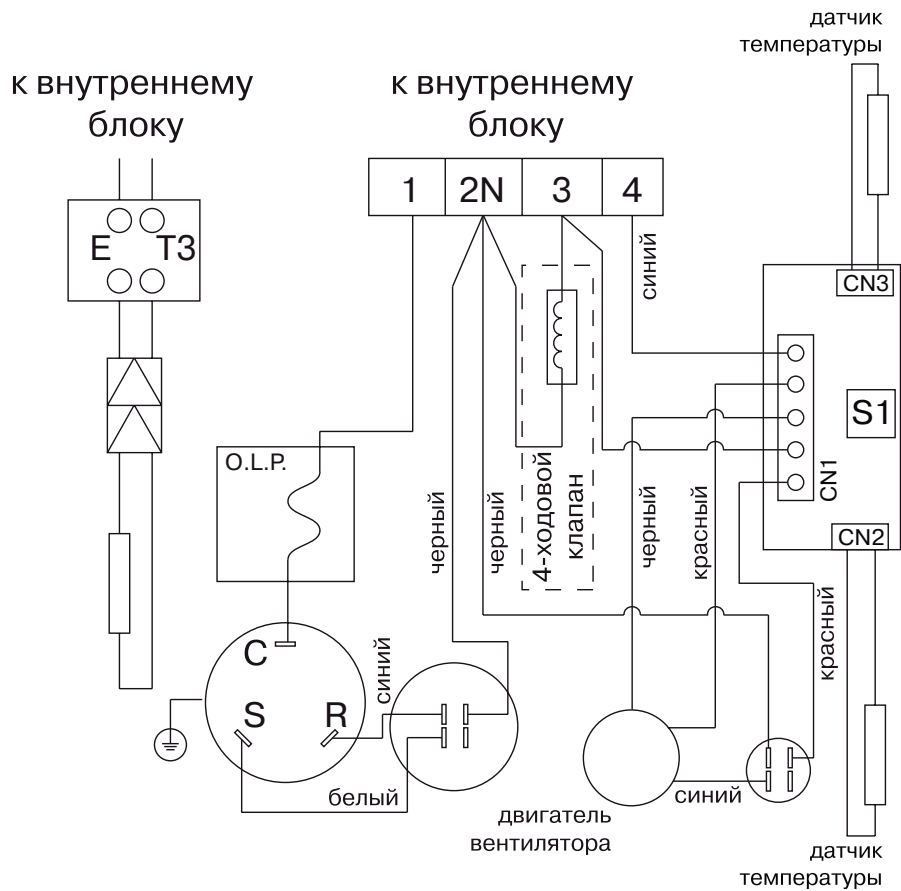 датчик
температуры
к внутреннему
блоку
к внутреннему
блоку
1 2N 3 4
E T3
синий
CN3
S1
CN1
O.L.P.
черный
черный
4-ходовой
клапан
черный
красный
CN2
C
S R
синий
красный
белый
синий
двигатель
вентилятора
датчик
температуры